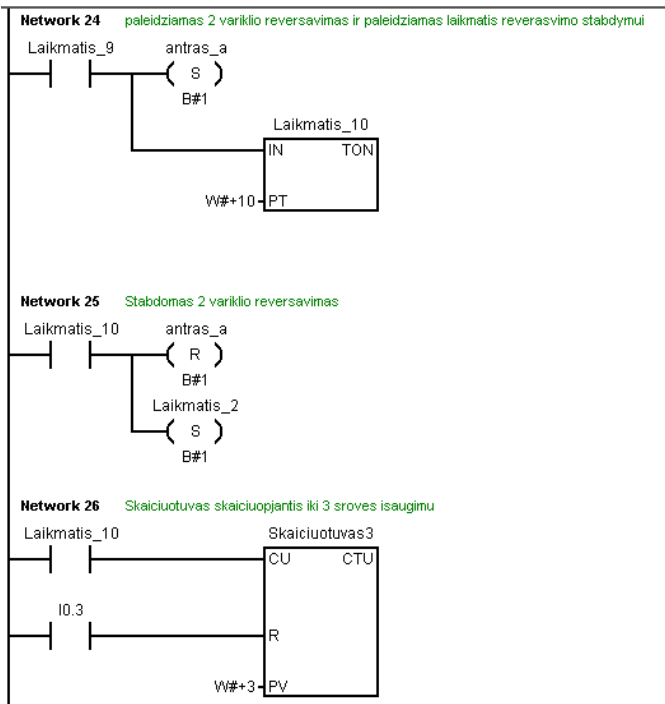 Network 24 paleidziamas 2 variklio reversavimas ir paleidziamas laikmatis reverasvimo stabdymui
Laikmatis_9 antras_a
S
B#1
Laikmatis_10
IN TON
W#+10 PT
Network 25 Stabdomas 2 variklio reversavimas
Laikmatis_10 antras_a
R
B#1
Laikmatis_2
S
B#1
Network 26 Skaiciuotuvas skaiciuopjantis iki 3 sroves isaugimu
Laikmatis_10 Skaiciuotuvas3
CU CTU
I0.3
R
W#+3 PV